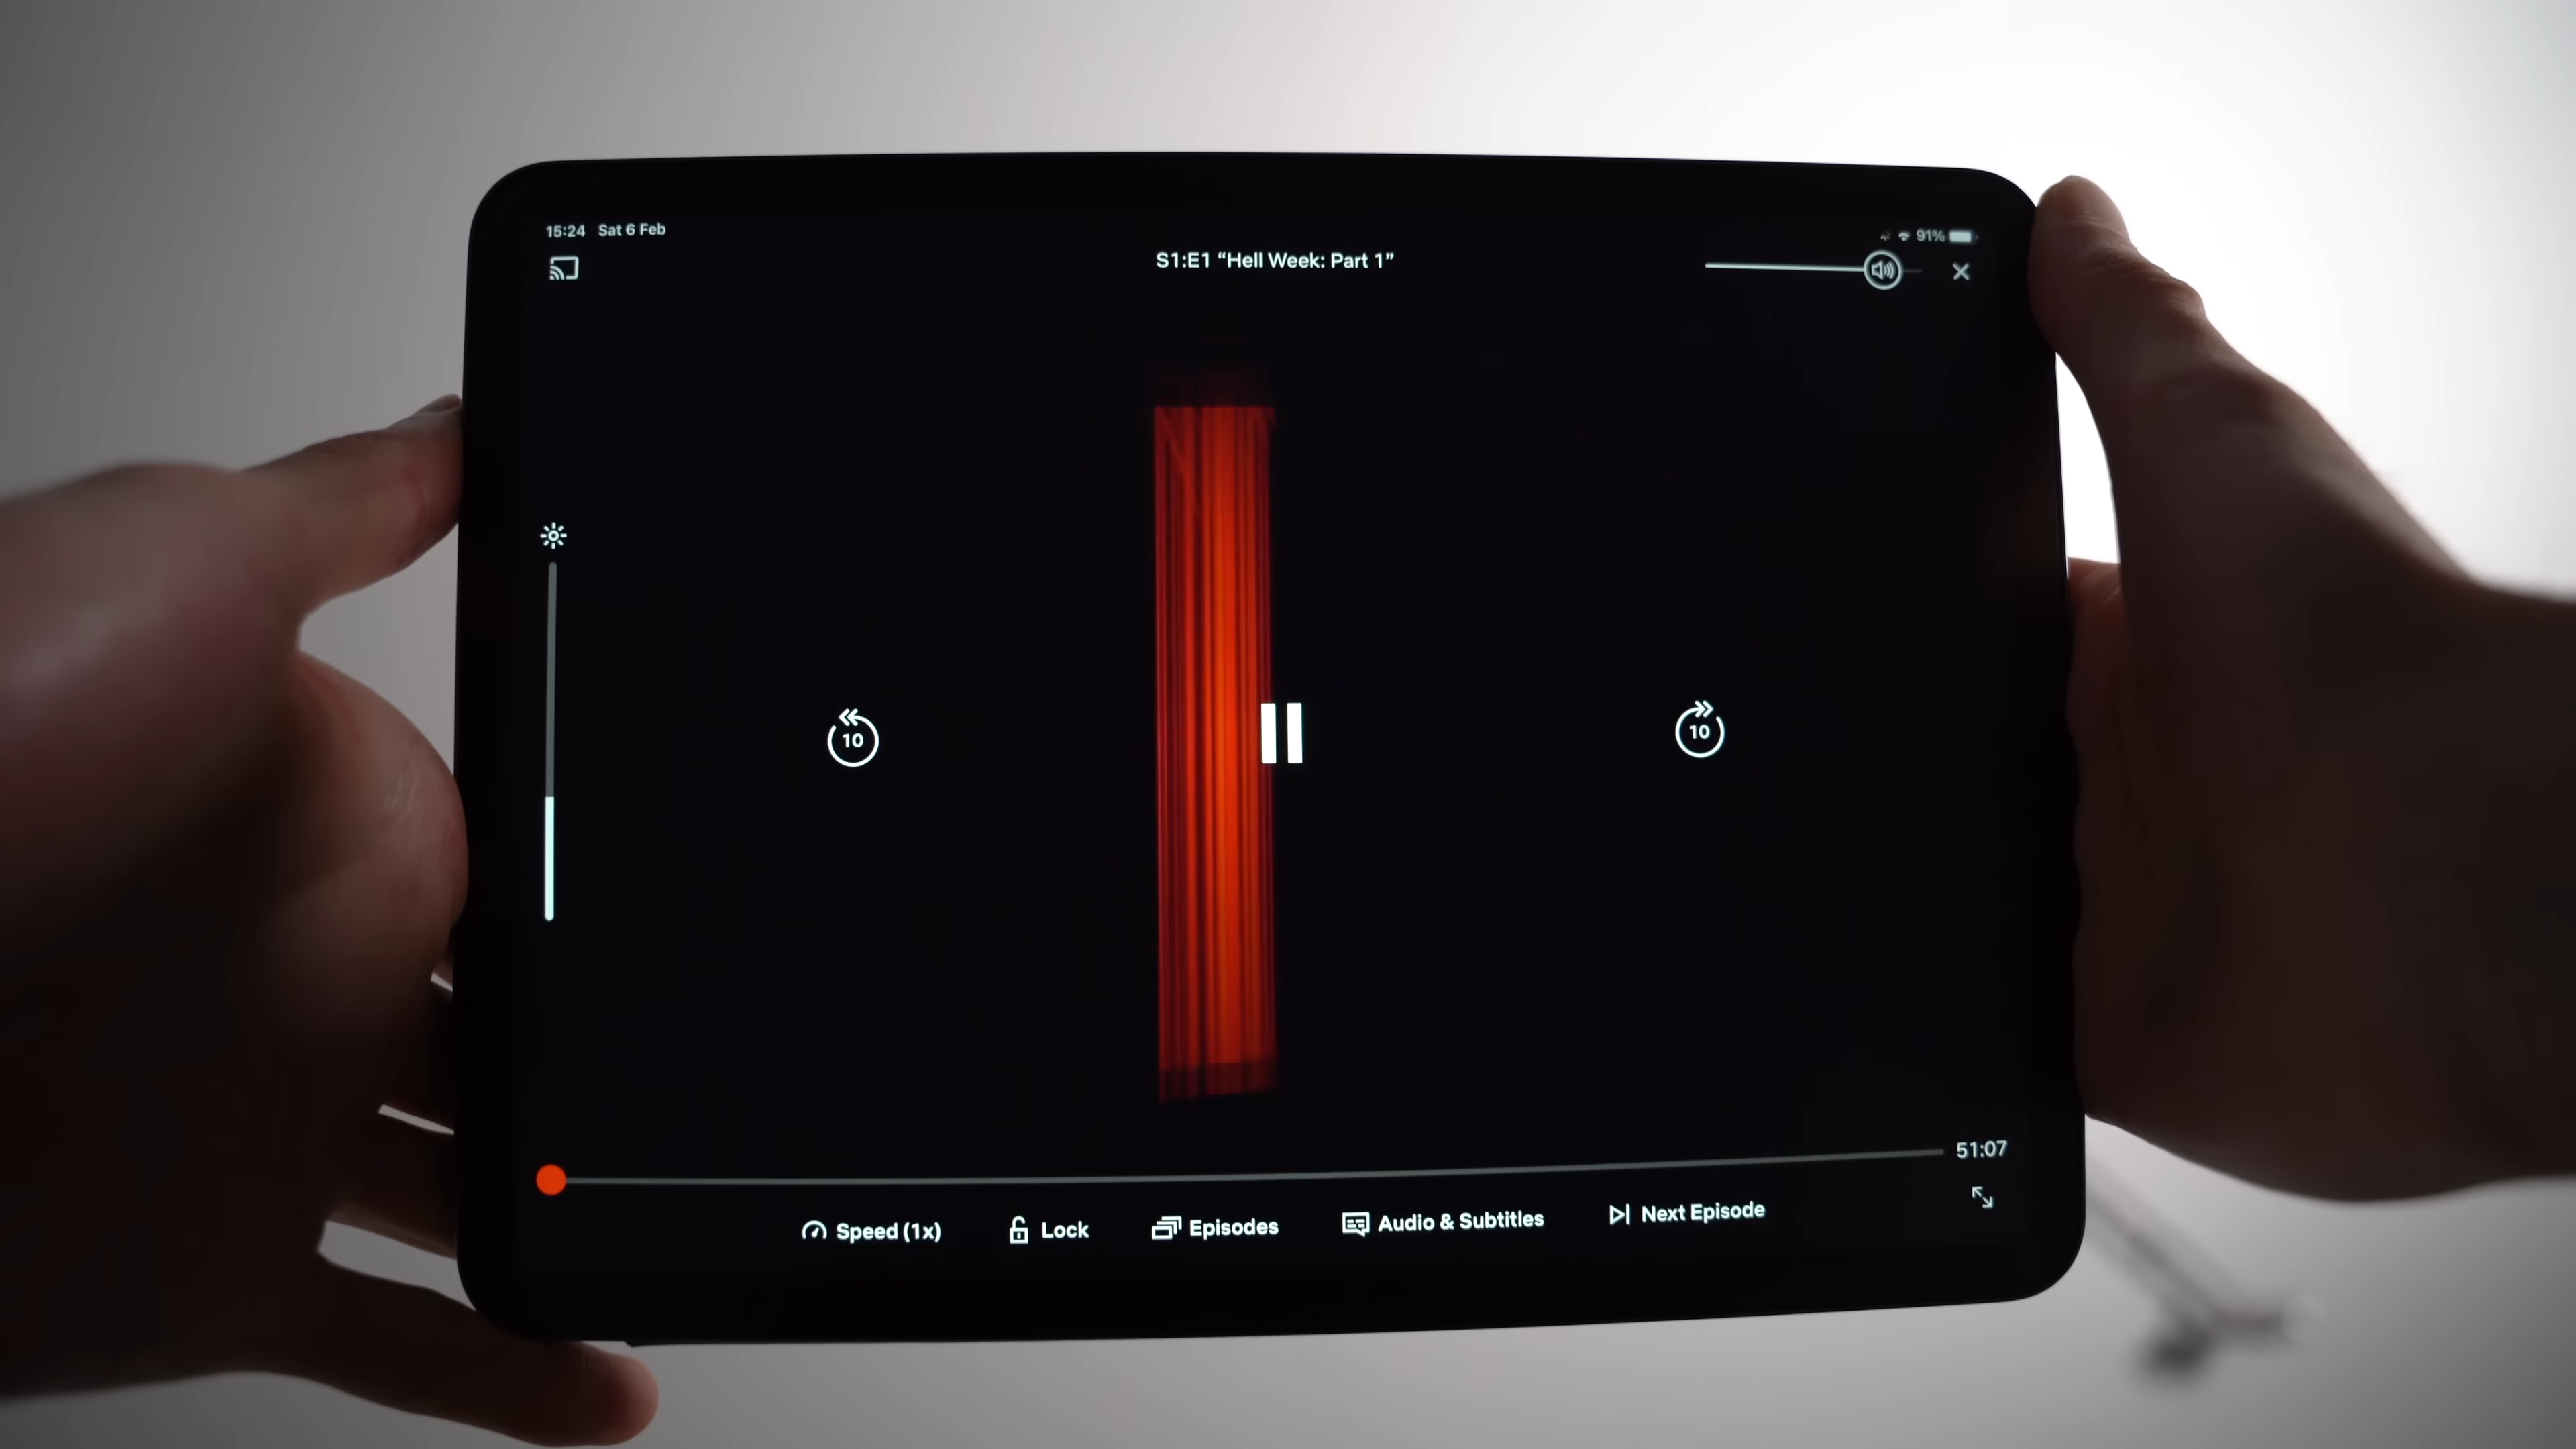 15:24 Sat 6 Feb
91%
S1:E1 “Hell Week: Part 1”
10
10
51:07
Speed (1x)
Lock
Episodes
Audio & Subtitles
Next Episode